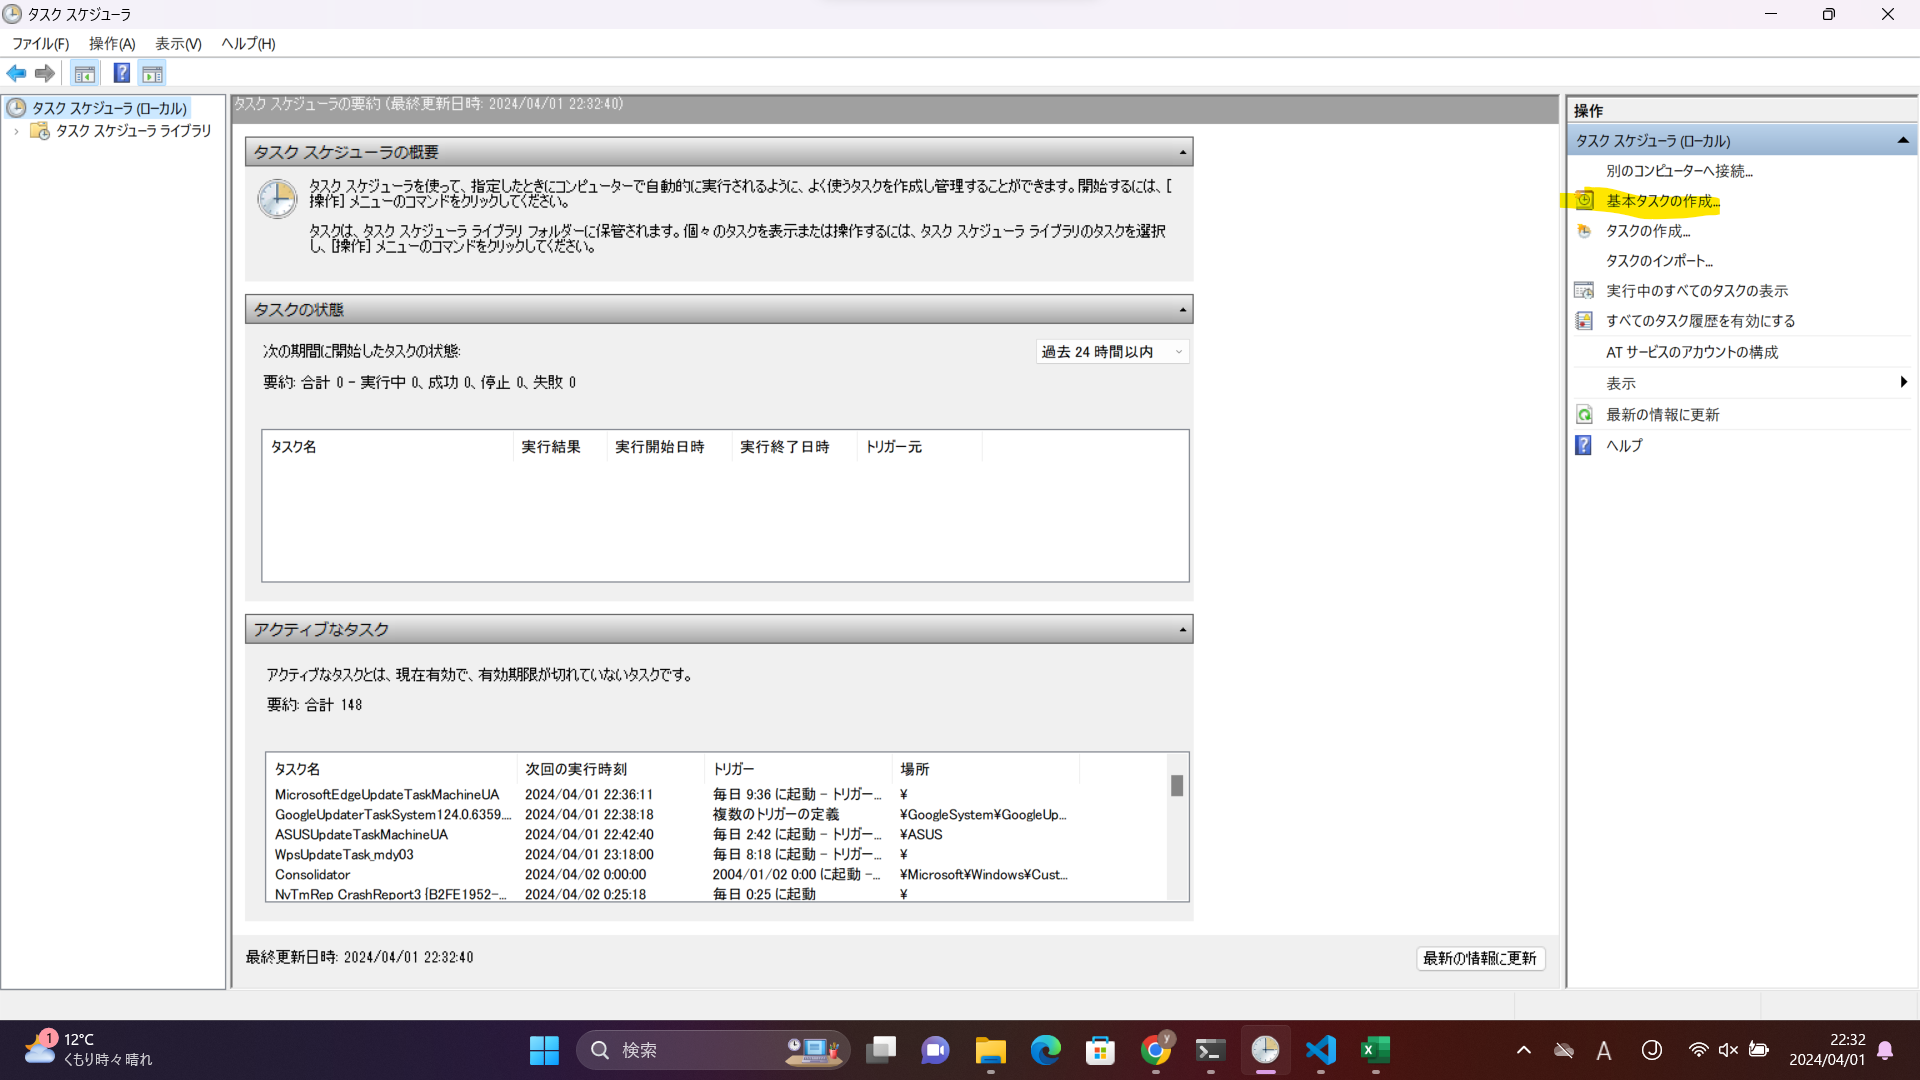 タスク スケジューラ
ファイル(F) 操作(A) 表示(V) ヘルプ(H)
タスク スケジューラ (ローカル)
タスク スケジューラ ライブラリ
タスク スケジューラの要約 (最終更新日時: 2024/04/01 22:32:40)
タスク スケジューラの概要
タスク スケジューラを使って、指定したときにコンピューターで自動的に実行されるように、よく使うタスクを作成し管理することができます。開始するには、[
操作] メニューのコマンドをクリックしてください。
タスクは、タスク スケジューラ ライブラリ フォルダーに保管されます。個々のタスクを表示または操作するには、タスク スケジューラ ライブラリのタスクを選択
し、[操作] メニューのコマンドをクリックしてください。
タスクの状態
次の期間に開始したタスクの状態: 過去 24 時間以内
要約: 合計 0 - 実行中 0、成功 0、停止 0、失敗 0
タスク名 実行結果 実行開始日時 実行終了日時 トリガー元
アクティブなタスク
アクティブなタスクとは、現在有効で、有効期限が切れていないタスクです。
要約: 合計 148
タスク名 次回の実行時刻 トリガー 場所
MicrosoftEdgeUpdateTaskMachineUA 2024/04/01 22:36:11 毎日 9:36 に起動 - トリガー... ¥
GoogleUpdaterTaskSystem124.0.6359.... 2024/04/01 22:38:18 複数のトリガーの定義 ¥GoogleSystem¥GoogleUp...
ASUSUpdateTaskMachineUA 2024/04/01 22:42:40 毎日 2:42 に起動 - トリガー... ¥ASUS
WpsUpdateTask_mdy03 2024/04/01 23:18:00 毎日 8:18 に起動 - トリガー... ¥
Consolidator 2024/04/02 0:00:00 2004/01/02 0:00 に起動 -... ¥Microsoft¥Windows¥Cust...
NvTmRep_CrashReport3_{B2FE1952-... 2024/04/02 0:25:18 毎日 0:25 に起動 ¥
最終更新日時: 2024/04/01 22:32:40 最新の情報に更新
操作
タスク スケジューラ (ローカル)
別のコンピューターへ接続...
基本タスクの作成...
タスクの作成...
タスクのインポート...
実行中のすべてのタスクの表示
すべてのタスク履歴を有効にする
AT サービスのアカウントの構成
表示
最新の情報に更新
ヘルプ
1
12°C
くもり時々晴れ
検索
y
A
J
22:32
2024/04/01